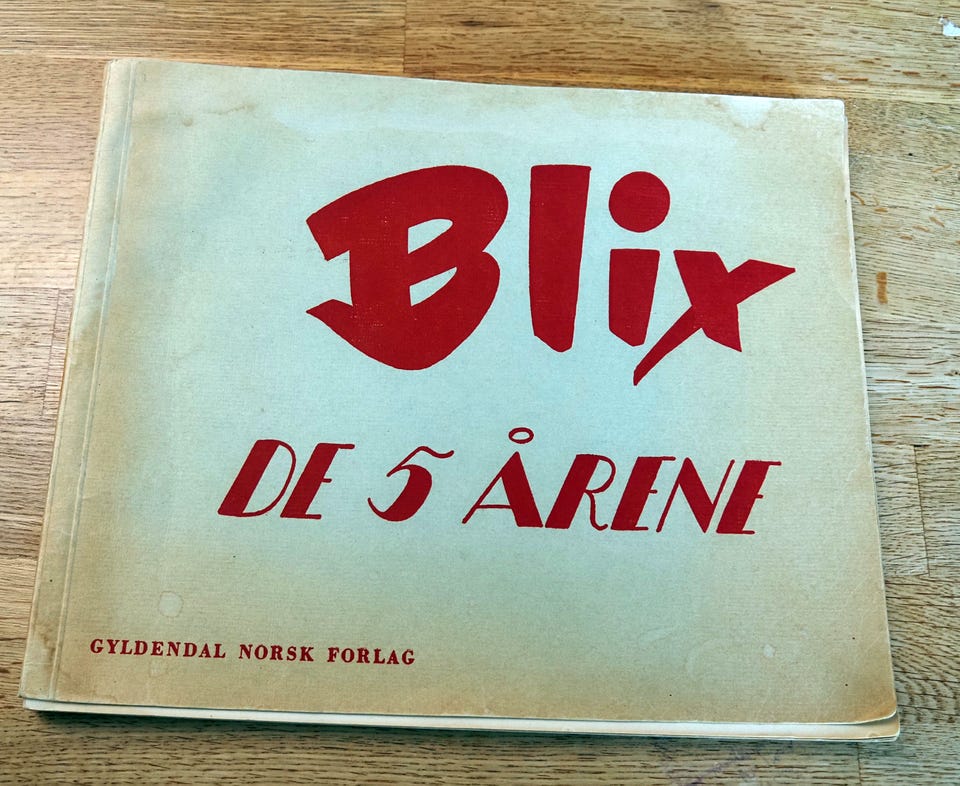 Blix
DE 5 ÅRENE
GYLDENDAL NORSK FORLAG